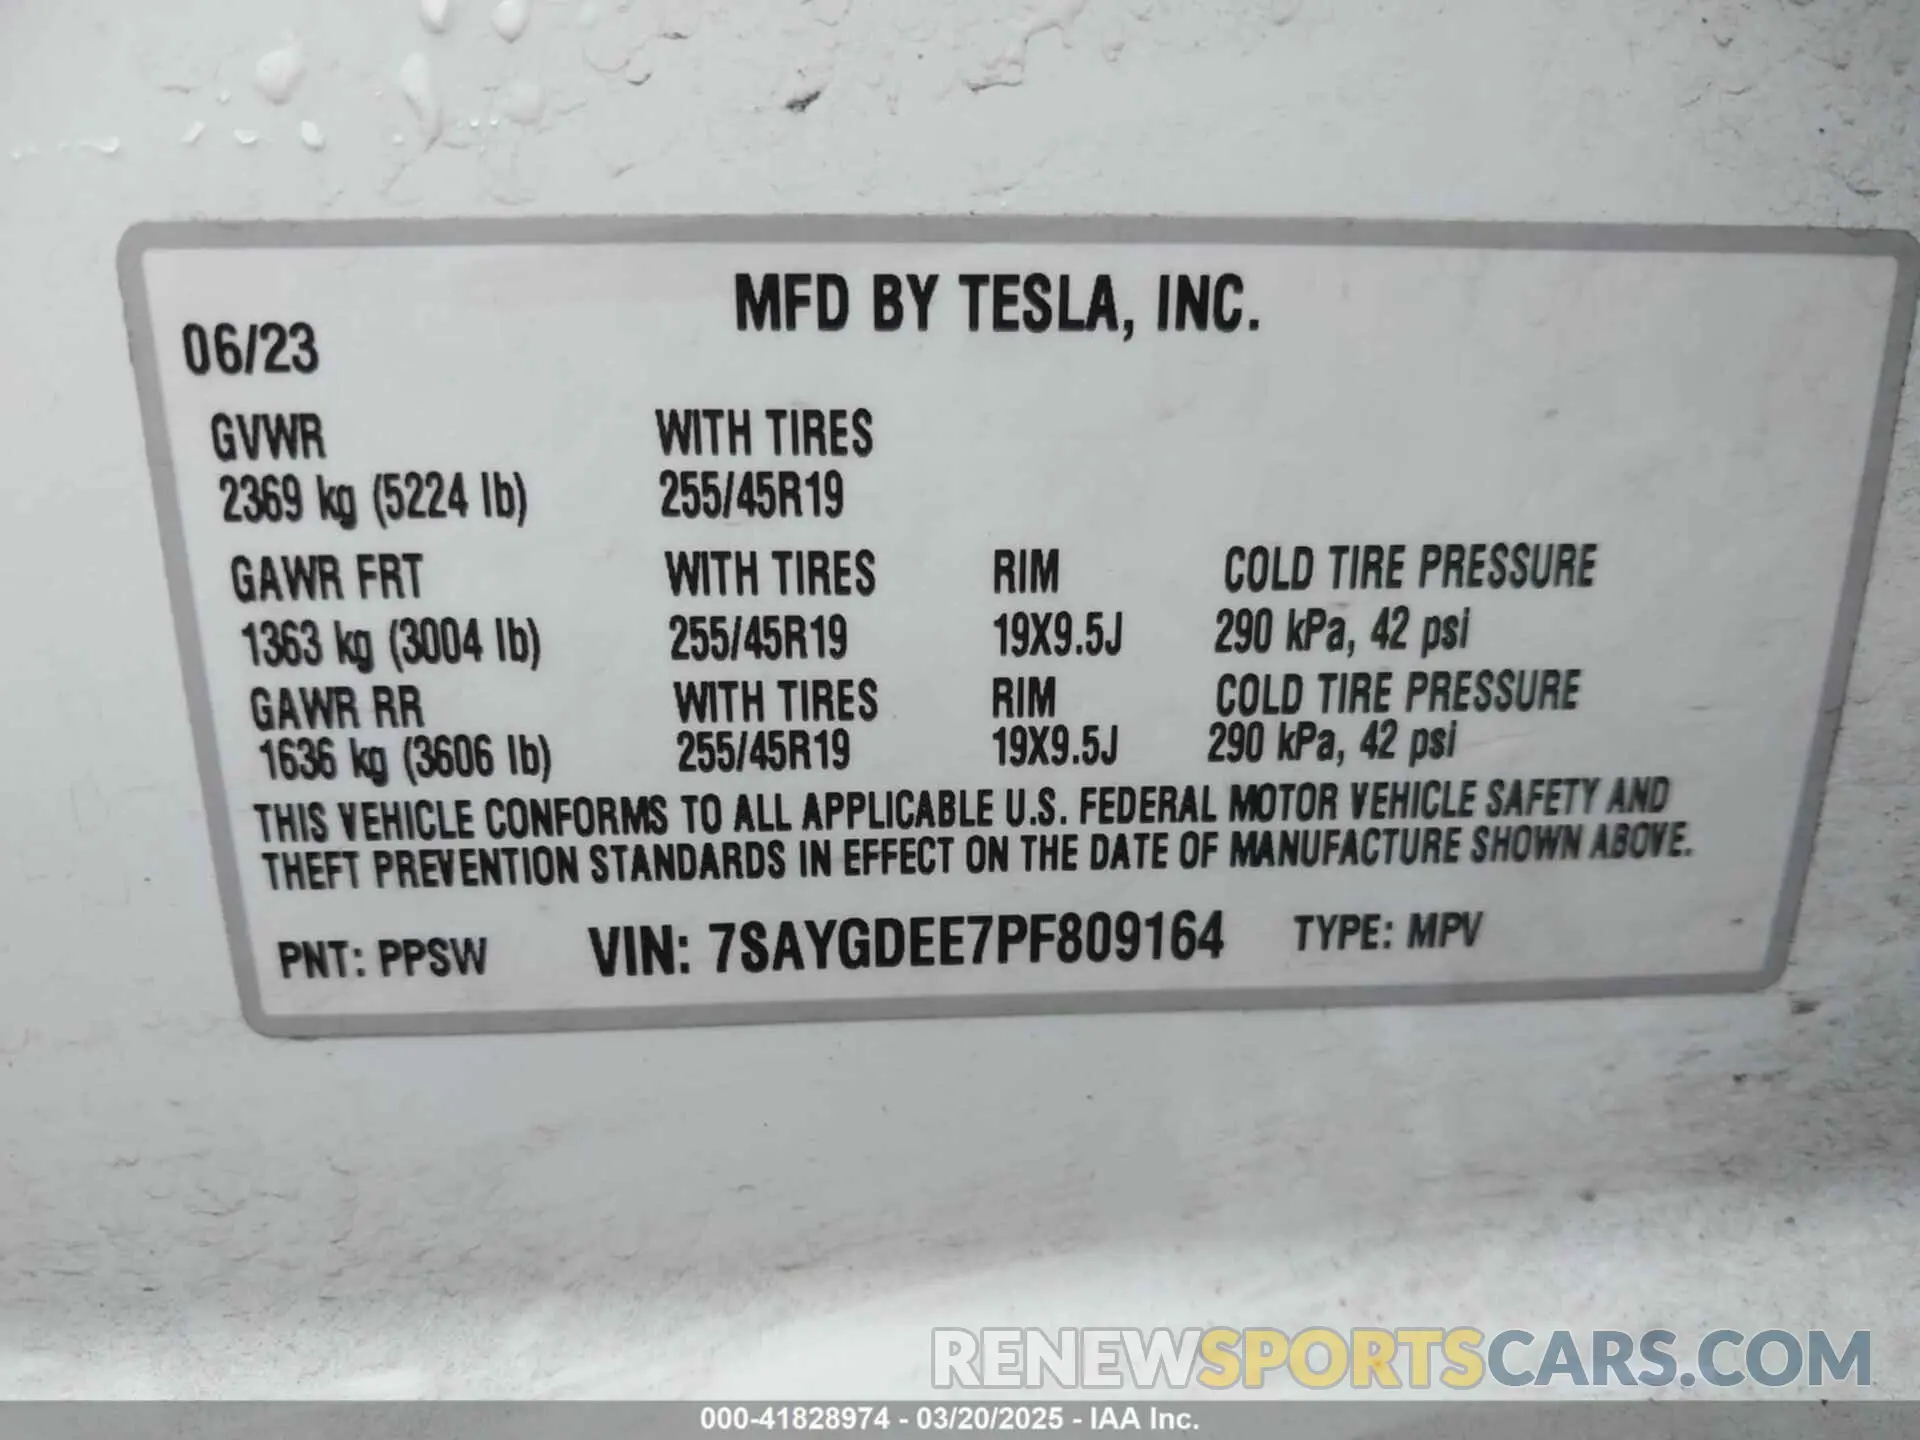 MFD BY TESLA, INC.
06/23
GVWR WITH TIRES
2369 kg (5224 lb) 255/45R19
GAWR FRT WITH TIRES RIM COLD TIRE PRESSURE
1363 kg (3004 lb) 255/45R19 19X9.5J 290 kPa, 42 psi
GAWR RR WITH TIRES RIM COLD TIRE PRESSURE
1636 kg (3606 lb) 255/45R19 19X9.5J 290 kPa, 42 psi
THIS VEHICLE CONFORMS TO ALL APPLICABLE U.S. FEDERAL MOTOR VEHICLE SAFETY AND
THEFT PREVENTION STANDARDS IN EFFECT ON THE DATE OF MANUFACTURE SHOWN ABOVE.
PNT: PPSW VIN: 7SAYGDEE7PF809164 TYPE: MPV
RENEWSPORTSCARS.COM
000-41828974 - 03/20/2025 - IAA Inc.